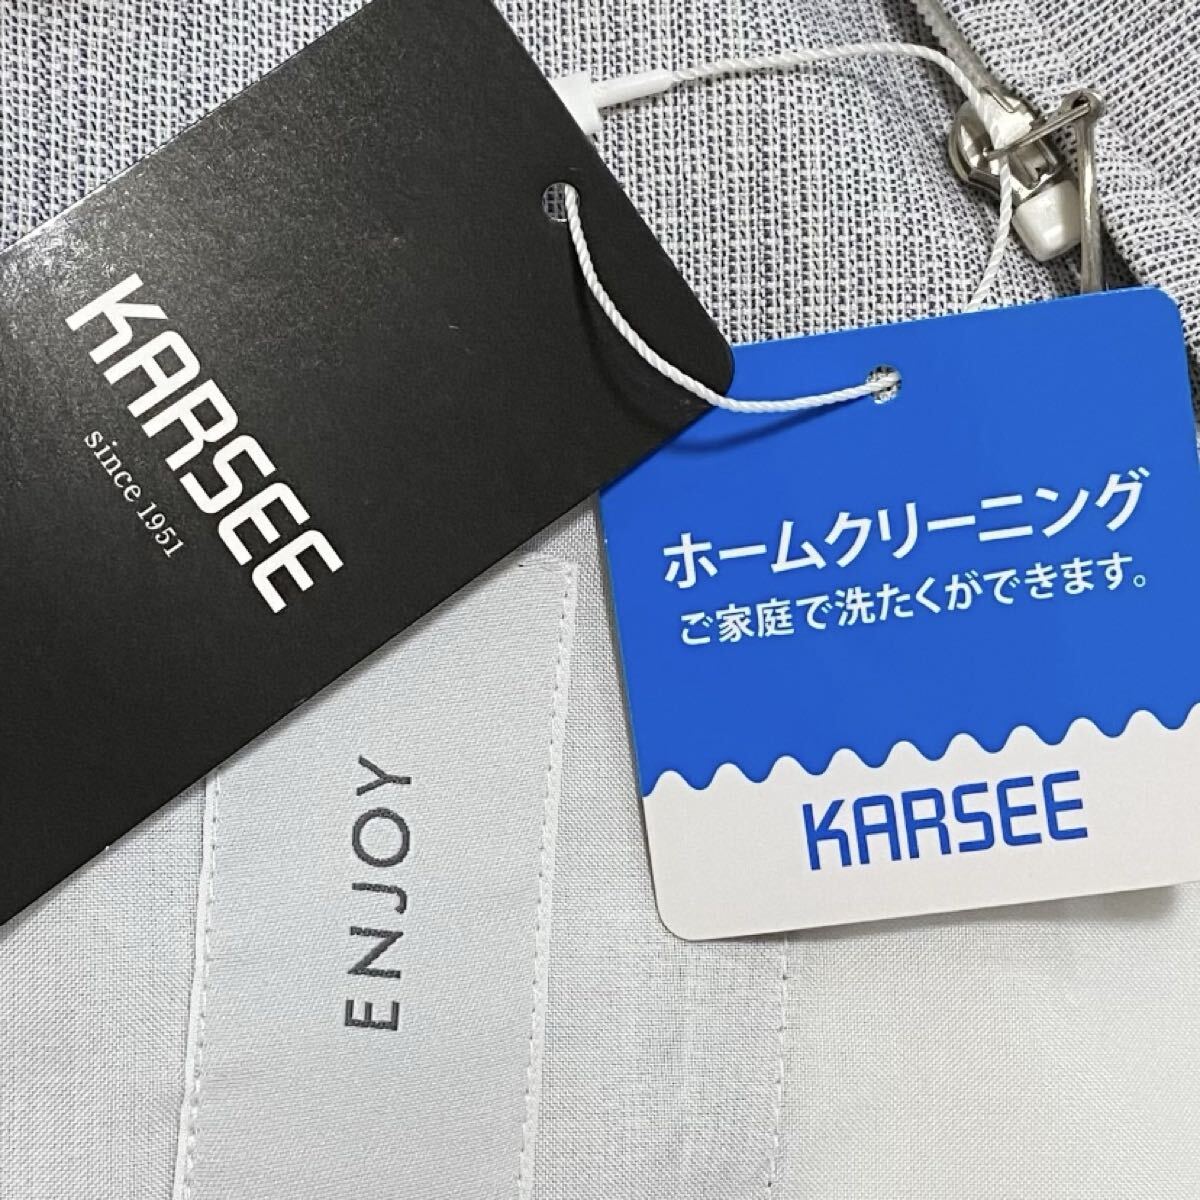 KARSEE
since 1951
ホームクリーニング
ご家庭で洗たくができます。
KARSEE
ENJOY